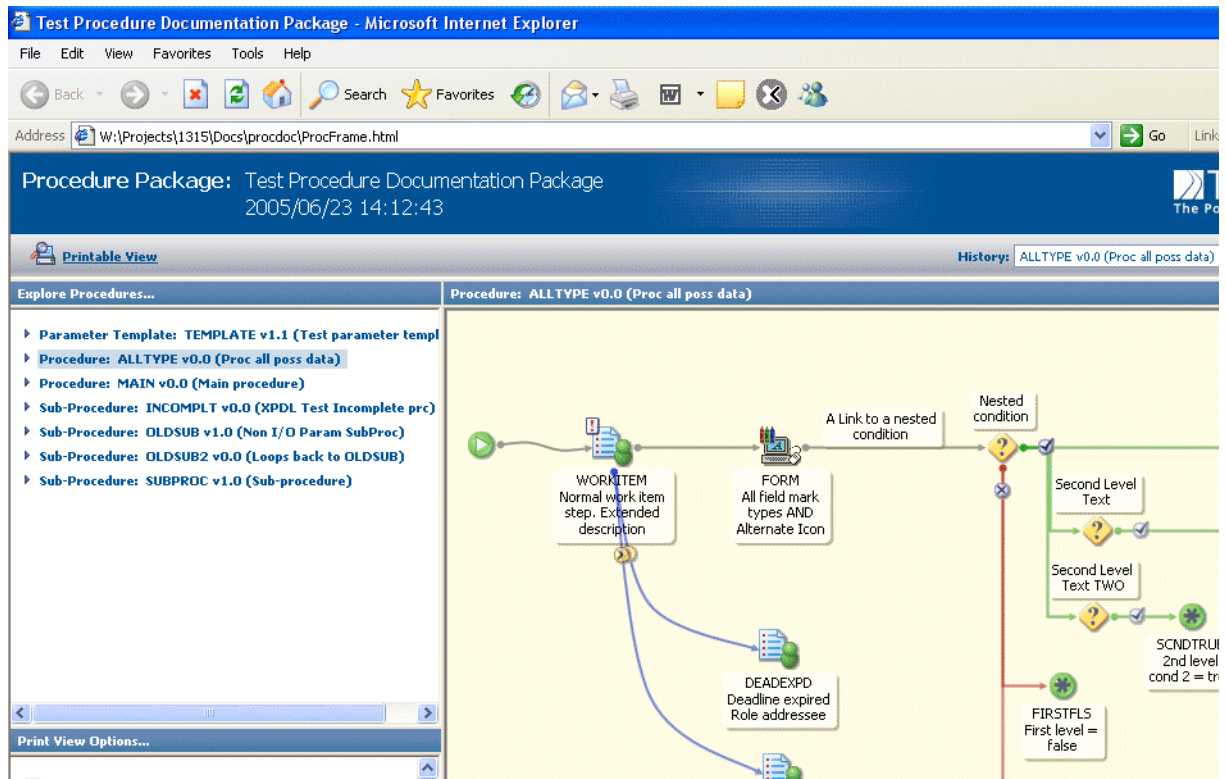 Test Procedure Documentation Package - Microsoft Internet Explorer
File Edit View Favorites Tools Help
Back Search Favorites
Address W:\Projects\1315\Docs\procdoc\ProcFrame.html Go
Procedure Package: Test Procedure Documentation Package
2005/06/23 14:12:43
Printable View History: ALLTYPE v0.0 (Proc all poss data)
Explore Procedures...
Parameter Template: TEMPLATE v1.1 (Test parameter templ
Procedure: ALLTYPE v0.0 (Proc all poss data)
Procedure: MAIN v0.0 (Main procedure)
Sub-Procedure: INCOMPLT v0.0 (XPDL Test Incomplete prc)
Sub-Procedure: OLDSUB v1.0 (Non I/O Param SubProc)
Sub-Procedure: OLDSUB2 v0.0 (Loops back to OLDSUB)
Sub-Procedure: SUBPROC v1.0 (Sub-procedure)
Print View Options...
Procedure: ALLTYPE v0.0 (Proc all poss data)
WORKITEM
Normal work item
step. Extended
description
FORM
All field mark
types AND
Alternate Icon
A Link to a nested
condition
Nested
condition
Second Level
Text
Second Level
Text TWO
SCNDTRUE
2nd level
cond 2 =
DEADEXPD
Deadline expired
Role addressee
FIRSTFLS
First level =
false